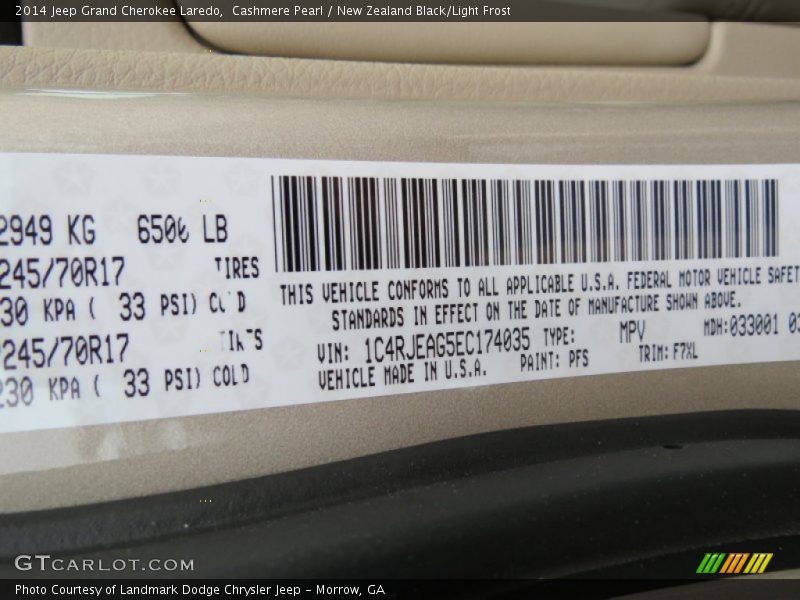 2014 Jeep Grand Cherokee Laredo, Cashmere Pearl / New Zealand Black/Light Frost
2949 KG 6500 LB
245/70R17 TIRES
30 KPA ( 33 PSI) COLD
245/70R17 TIRES
230 KPA ( 33 PSI) COLD
THIS VEHICLE CONFORMS TO ALL APPLICABLE U.S.A. FEDERAL MOTOR VEHICLE SAFET
STANDARDS IN EFFECT ON THE DATE OF MANUFACTURE SHOWN ABOVE.
VIN: 1C4RJEAG5EC174035 TYPE: MPV MDH:033001 03
VEHICLE MADE IN U.S.A. PAINT: PFS TRIM: F7XL
GTCARLOT.COM
Photo Courtesy of Landmark Dodge Chrysler Jeep - Morrow, GA